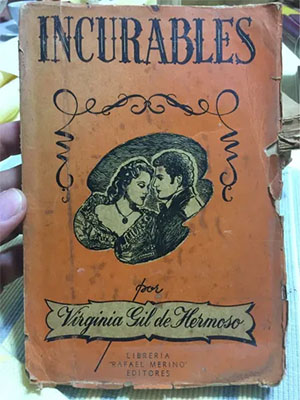 INCURABLES
por
Virginia Gil de Hermoso
LIBRERIA
"RAFAEL MERINO"
EDITORES